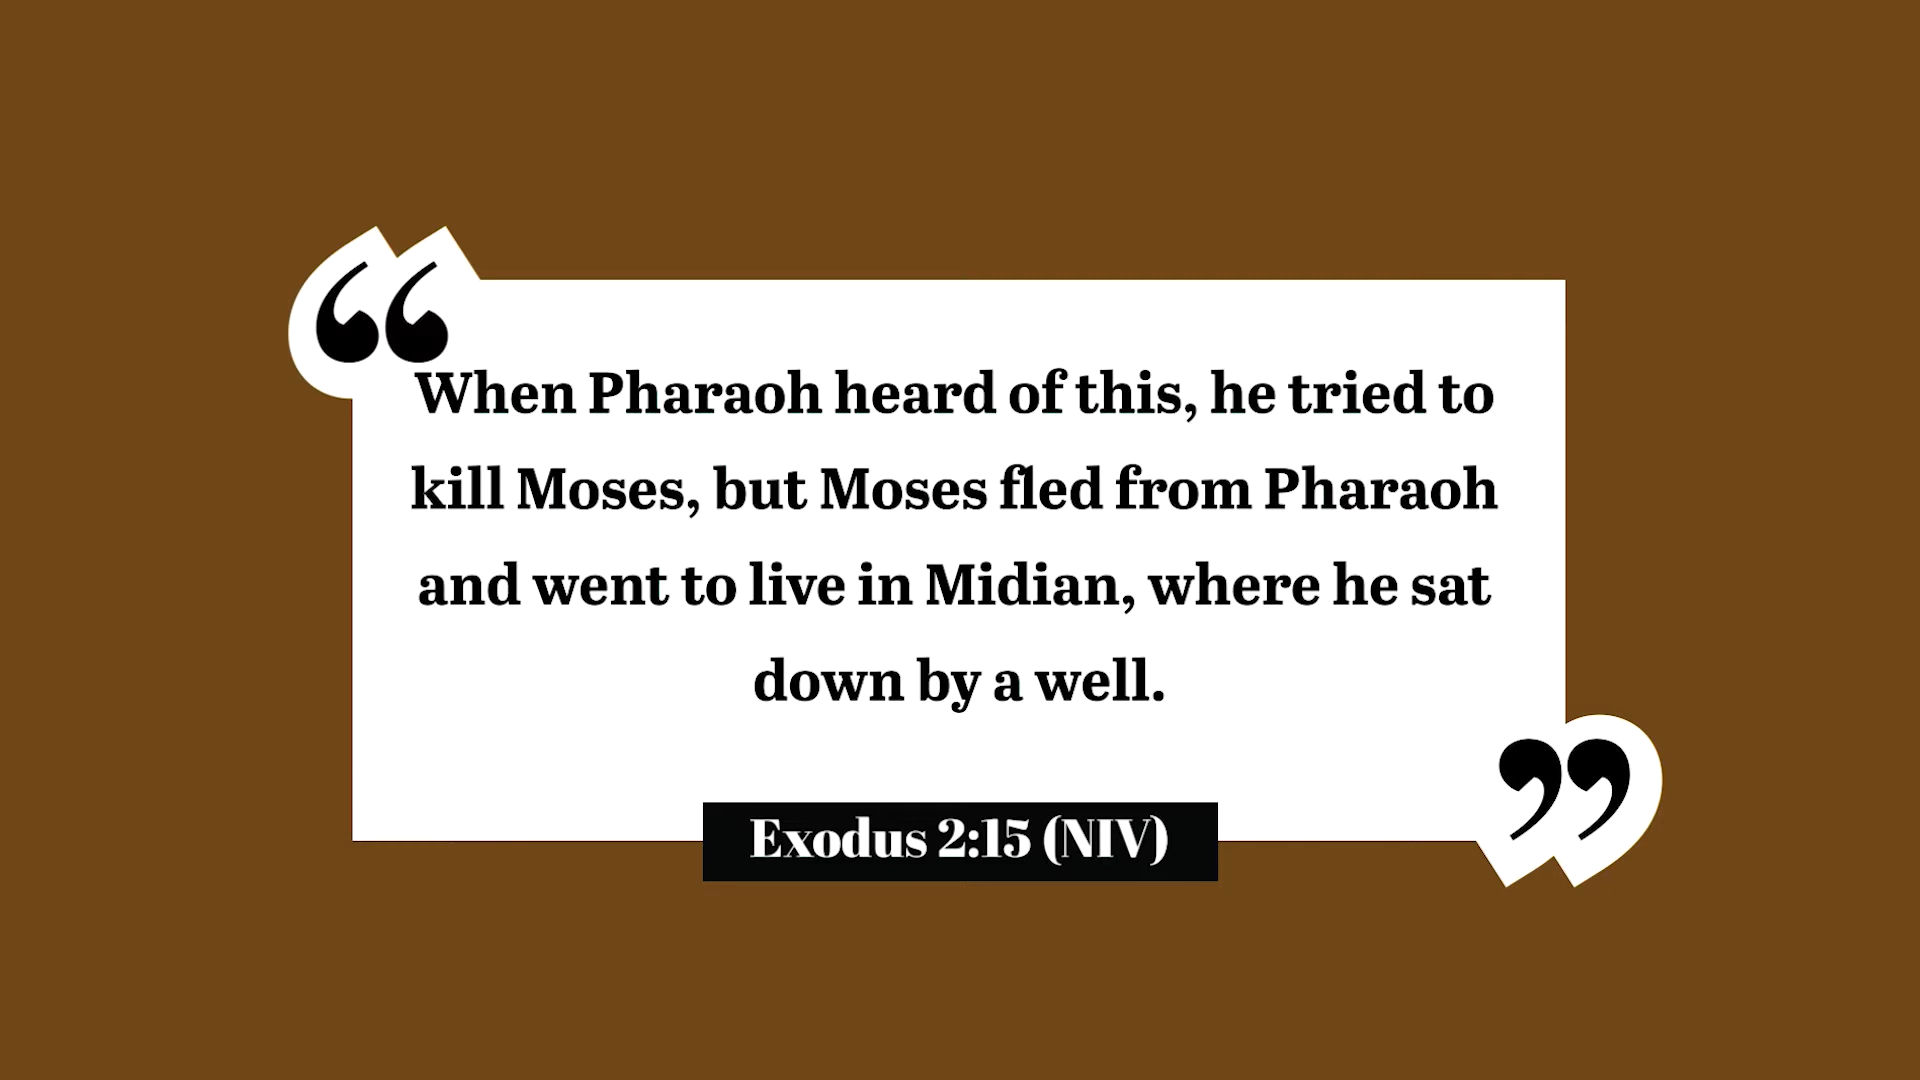 “
When Pharaoh heard of this, he tried to
kill Moses, but Moses fled from Pharaoh
and went to live in Midian, where he sat
down by a well.
”
Exodus 2:15 (NIV)